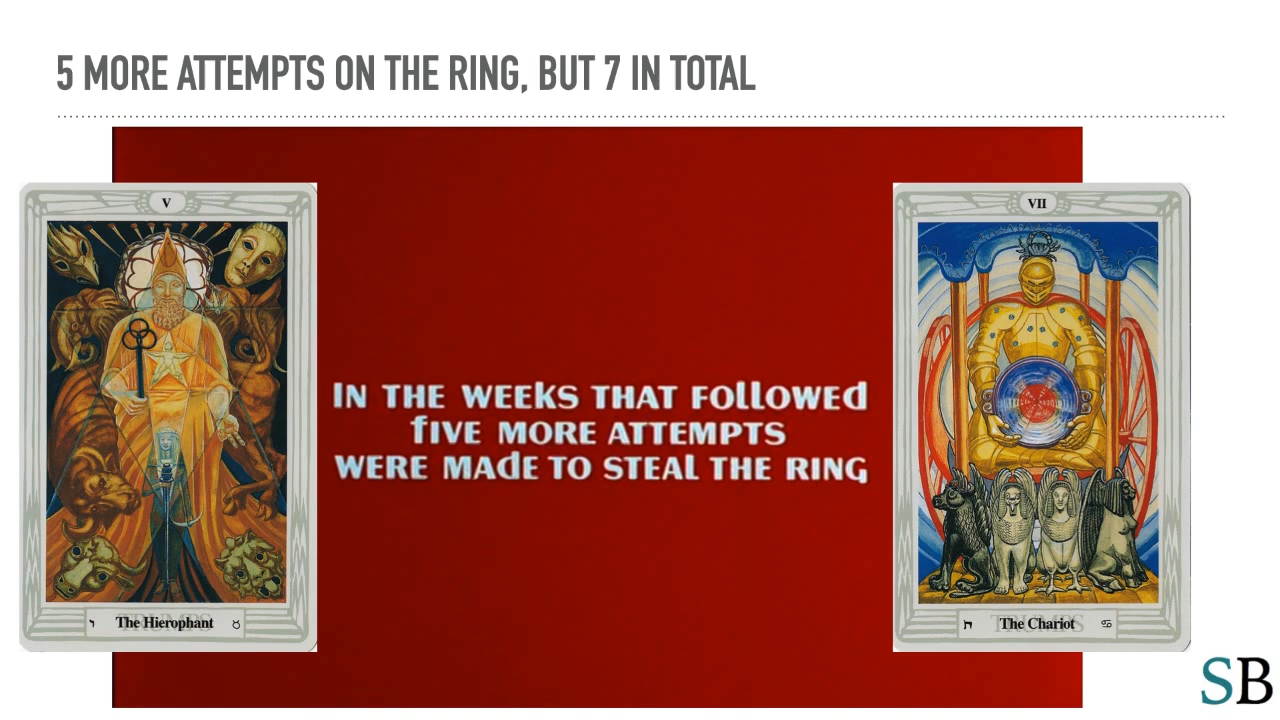 5 MORE ATTEMPTS ON THE RING, BUT 7 IN TOTAL
V
VII
IN THE WEEKS THAT FOLLOWED
FIVE MORE ATTEMPTS
WERE MADE TO STEAL THE RING
ו TRUMPS The Hierophant ♉
ח TRUMPS The Chariot ♋
SB